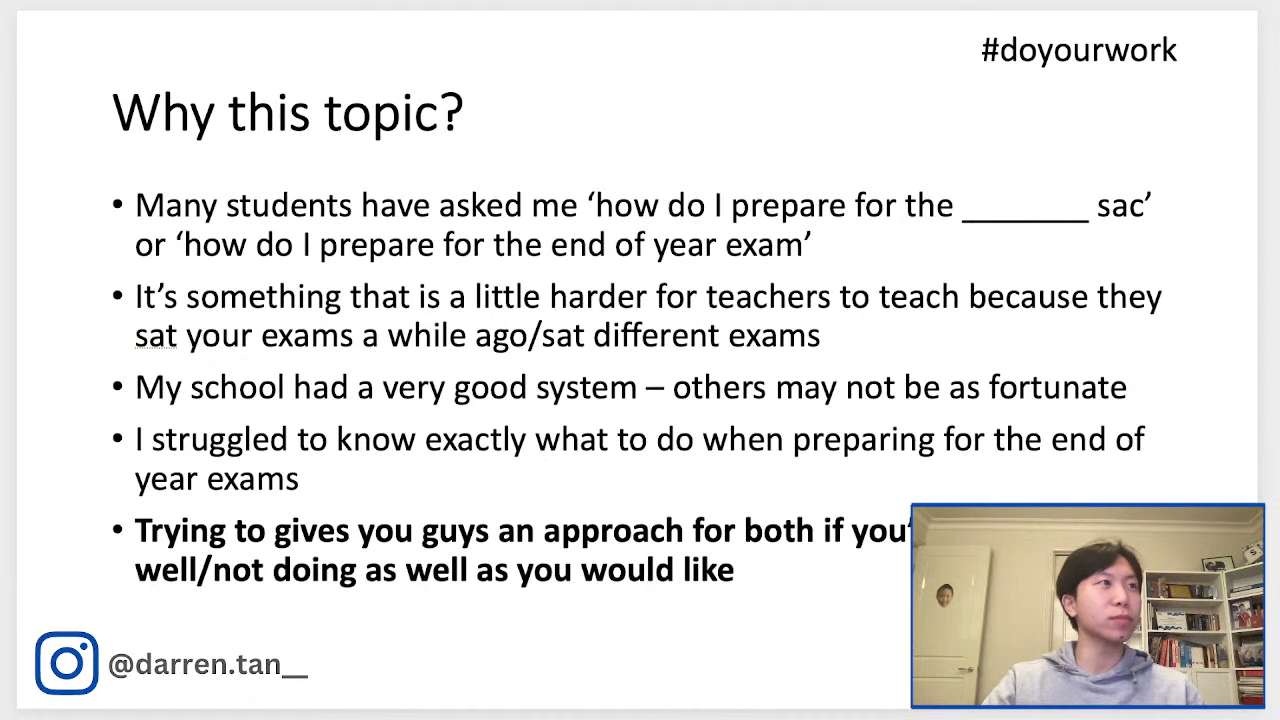 #doyourwork
Why this topic?
• Many students have asked me ‘how do I prepare for the _______ sac’
or ‘how do I prepare for the end of year exam’
• It’s something that is a little harder for teachers to teach because they
sat your exams a while ago/sat different exams
• My school had a very good system – others may not be as fortunate
• I struggled to know exactly what to do when preparing for the end of
year exams
• Trying to gives you guys an approach for both if you’
well/not doing as well as you would like
@darren.tan__